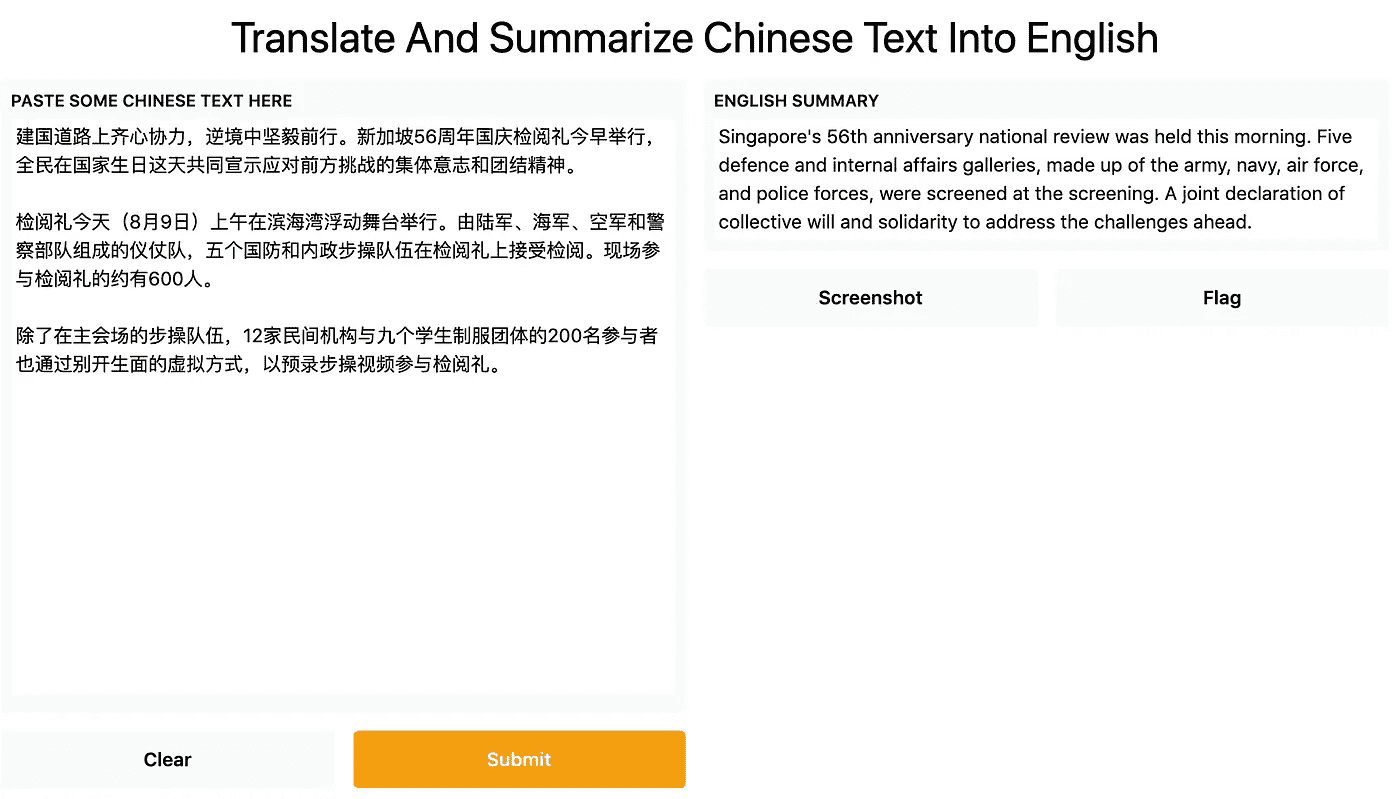 Translate And Summarize Chinese Text Into English
PASTE SOME CHINESE TEXT HERE
建国道路上齐心协力，逆境中坚毅前行。新加坡56周年国庆检阅礼今早举行，
全民在国家生日这天共同宣示应对前方挑战的集体意志和团结精神。
检阅礼今天（8月9日）上午在滨海湾浮动舞台举行。由陆军、海军、空军和警
察部队组成的仪仗队，五个国防和内政步操队伍在检阅礼上接受检阅。现场参
与检阅礼的约有600人。
除了在主会场的步操队伍，12家民间机构与九个学生制服团体的200名参与者
也通过别开生面的虚拟方式，以预录步操视频参与检阅礼。
Clear
Submit
ENGLISH SUMMARY
Singapore's 56th anniversary national review was held this morning. Five
defence and internal affairs galleries, made up of the army, navy, air force,
and police forces, were screened at the screening. A joint declaration of
collective will and solidarity to address the challenges ahead.
Screenshot
Flag